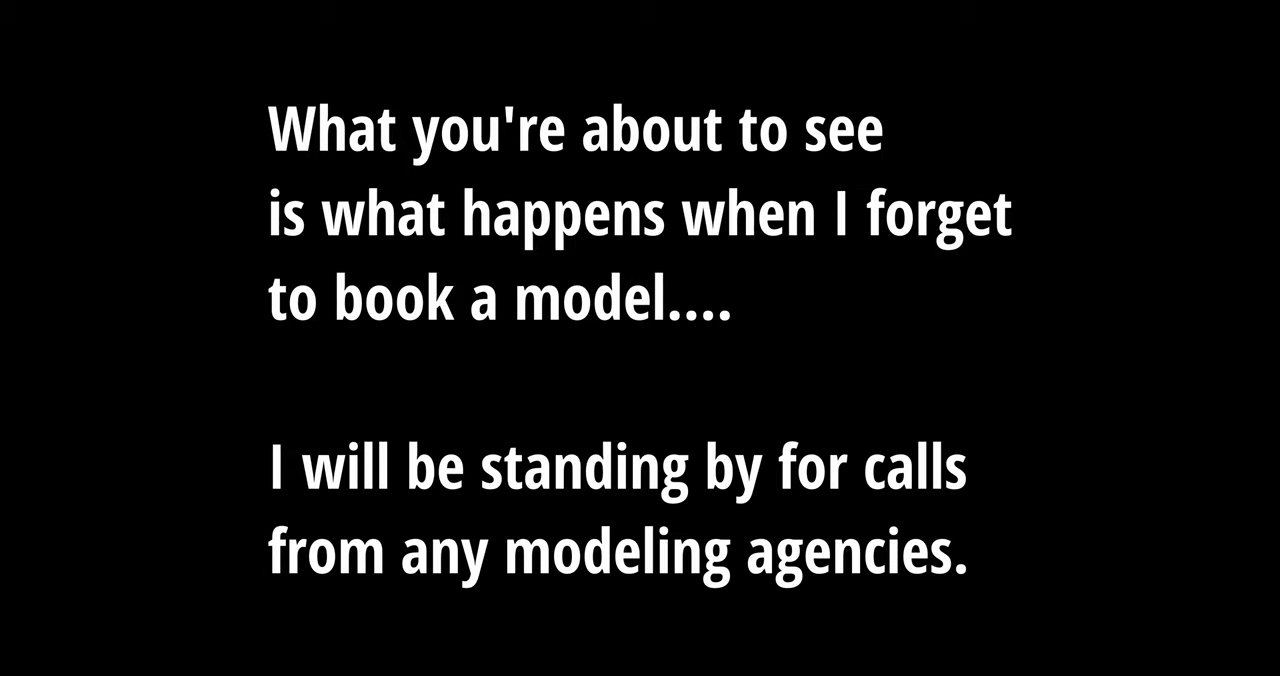 What you're about to see
is what happens when I forget
to book a model....
I will be standing by for calls
from any modeling agencies.